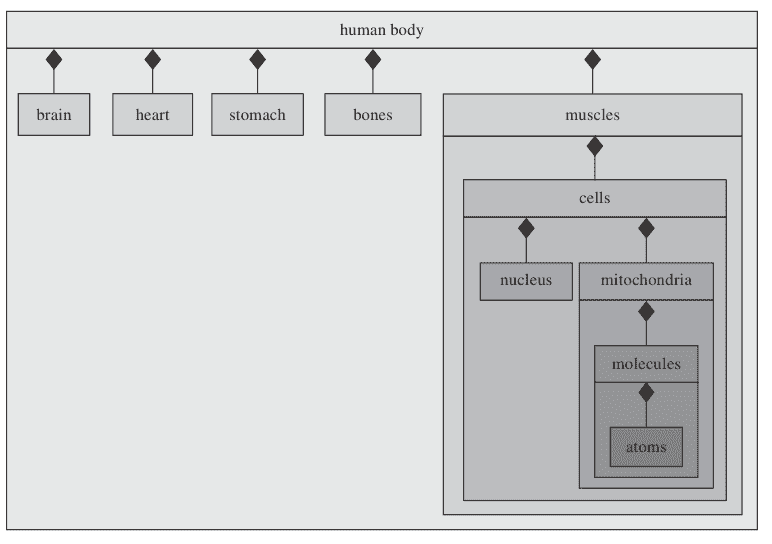 human body
brain
heart
stomach
bones
muscles
cells
nucleus
mitochondria
molecules
atoms